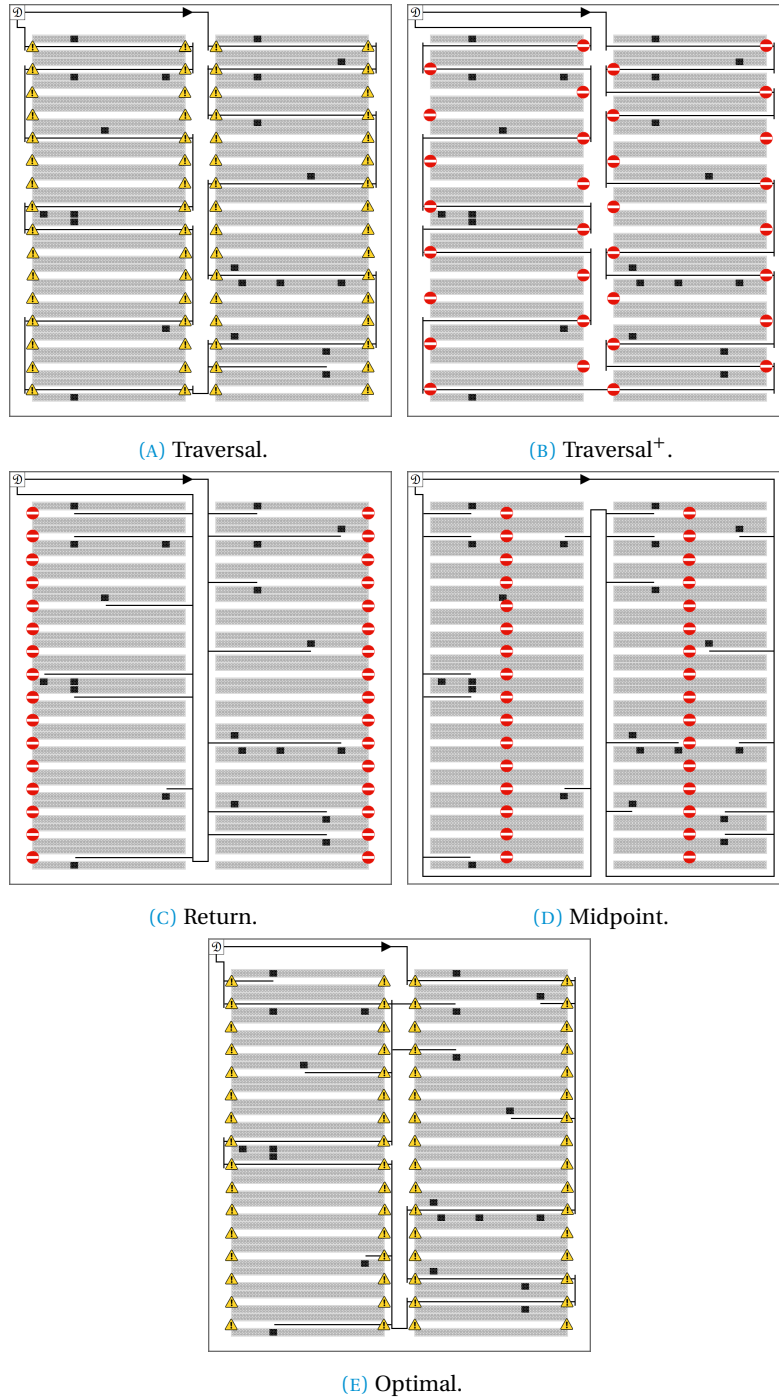 𝔇
𝔇
(A) Traversal.
(B) Traversal⁺.
𝔇
𝔇
(C) Return.
(D) Midpoint.
𝔇
(E) Optimal.